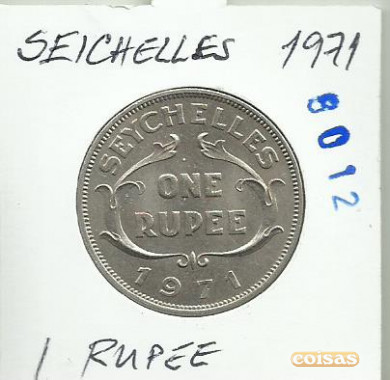 SEICHELLES 1971
8012
SEYCHELLES
ONE
RUPEE
1971
1 RUPEE
coisas